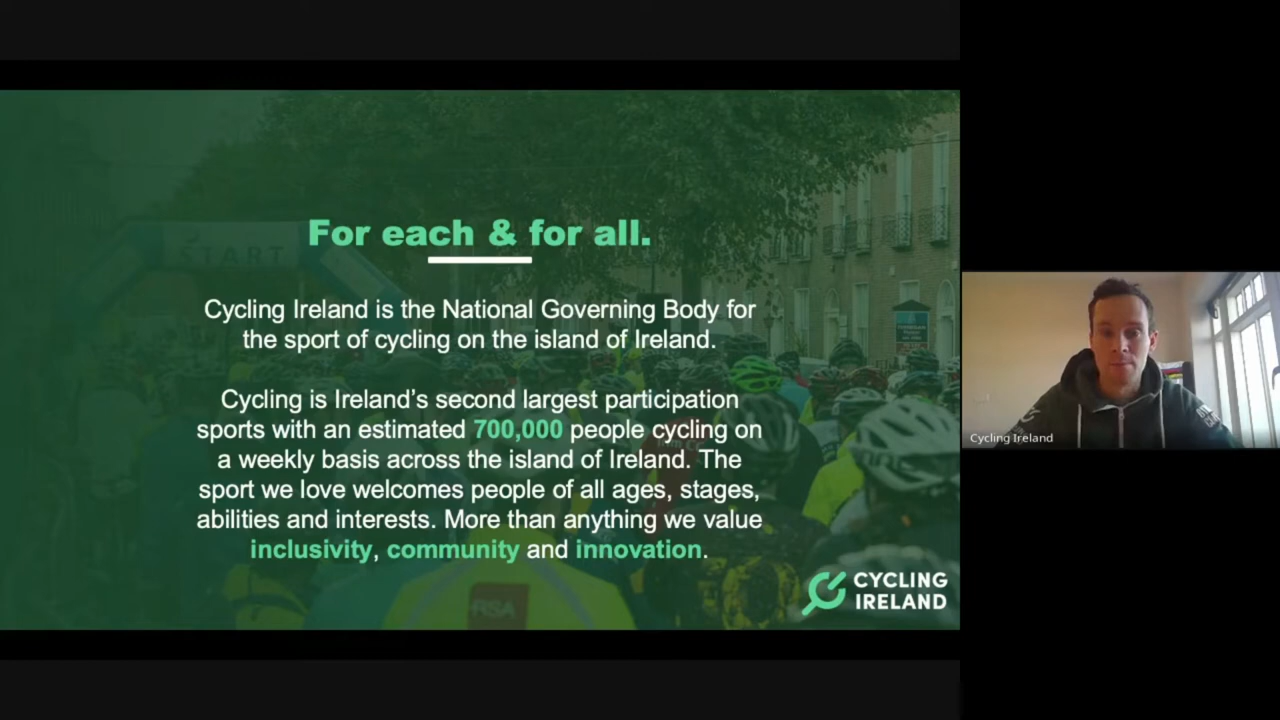 START
For each & for all.
Cycling Ireland is the National Governing Body for
the sport of cycling on the island of Ireland.
Cycling is Ireland’s second largest participation
sports with an estimated 700,000 people cycling on
a weekly basis across the island of Ireland. The
sport we love welcomes people of all ages, stages,
abilities and interests. More than anything we value
inclusivity, community and innovation.
RSA
CYCLING
IRELAND
Cycling Ireland